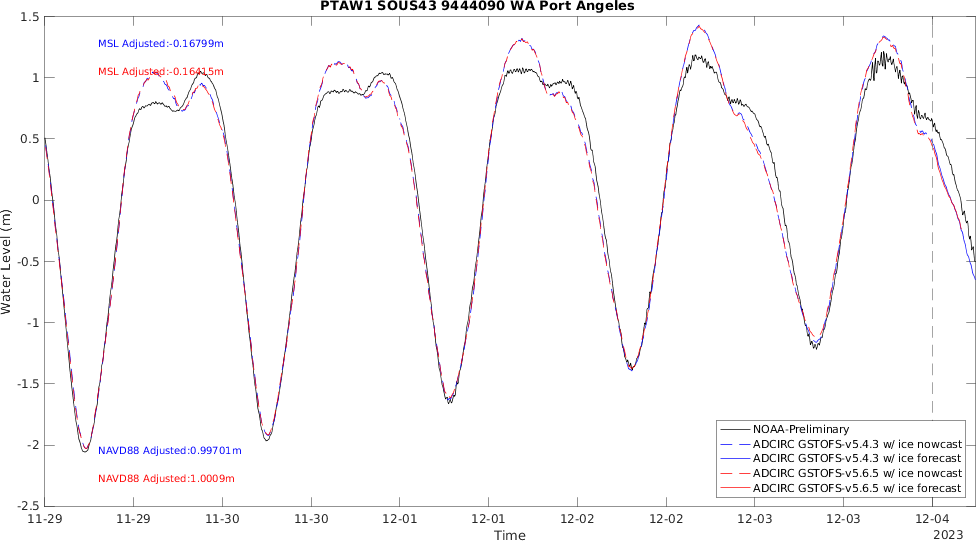 PTAW1 SOUS43 9444090 WA Port Angeles
1.5
1
0.5
0
-0.5
-1
-1.5
-2
-2.5
Water Level (m)
MSL Adjusted:-0.16799m
MSL Adjusted:-0.16415m
NAVD88 Adjusted:0.99701m
NAVD88 Adjusted:1.0009m
NOAA-Preliminary
ADCIRC GSTOFS-v5.4.3 w/ ice nowcast
ADCIRC GSTOFS-v5.4.3 w/ ice forecast
ADCIRC GSTOFS-v5.6.5 w/ ice nowcast
ADCIRC GSTOFS-v5.6.5 w/ ice forecast
11-29 11-29 11-30 11-30 12-01 12-01 12-02 12-02 12-03 12-03 12-04
Time 2023